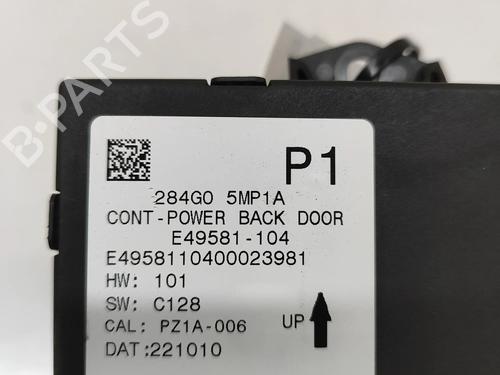 B-PARTS
P1
284G0 5MP1A
CONT-POWER BACK DOOR
E49581-104
E4958110400023981
HW: 101
SW: C128
CAL: PZ1A-006
UP
DAT:221010